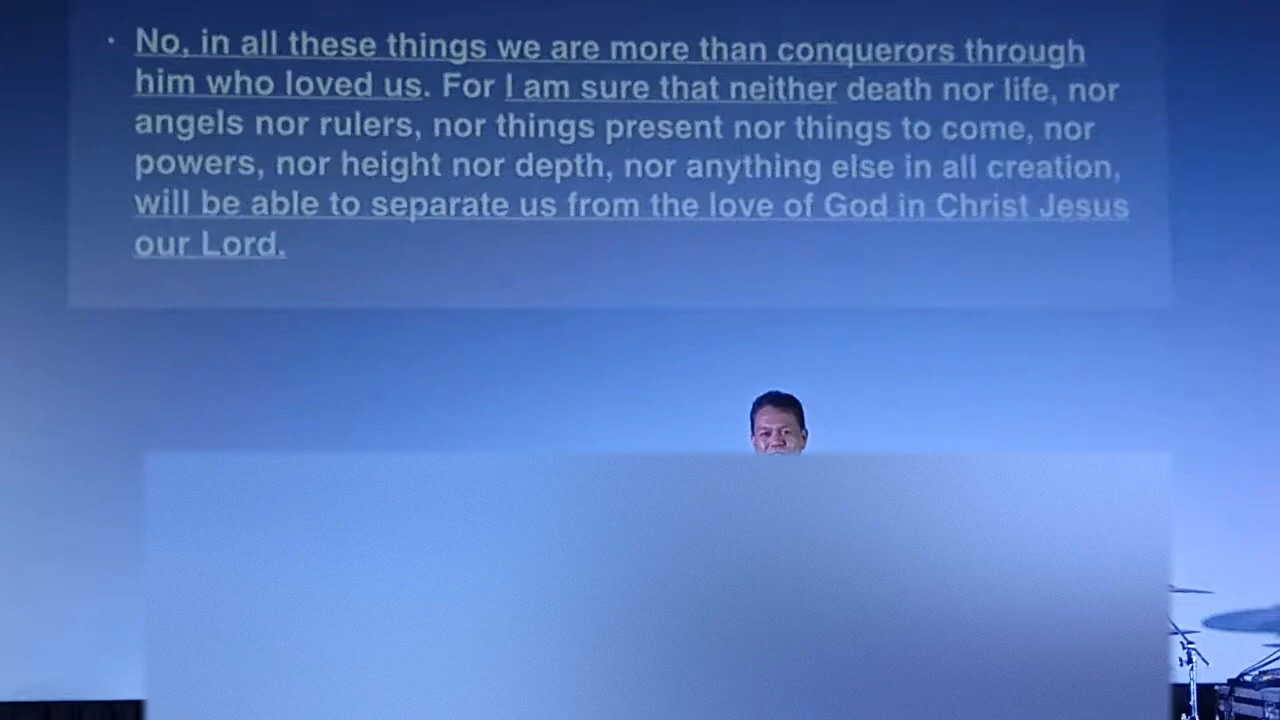 · No, in all these things we are more than conquerors through
him who loved us. For I am sure that neither death nor life, nor
angels nor rulers, nor things present nor things to come, nor
powers, nor height nor depth, nor anything else in all creation,
will be able to separate us from the love of God in Christ Jesus
our Lord.